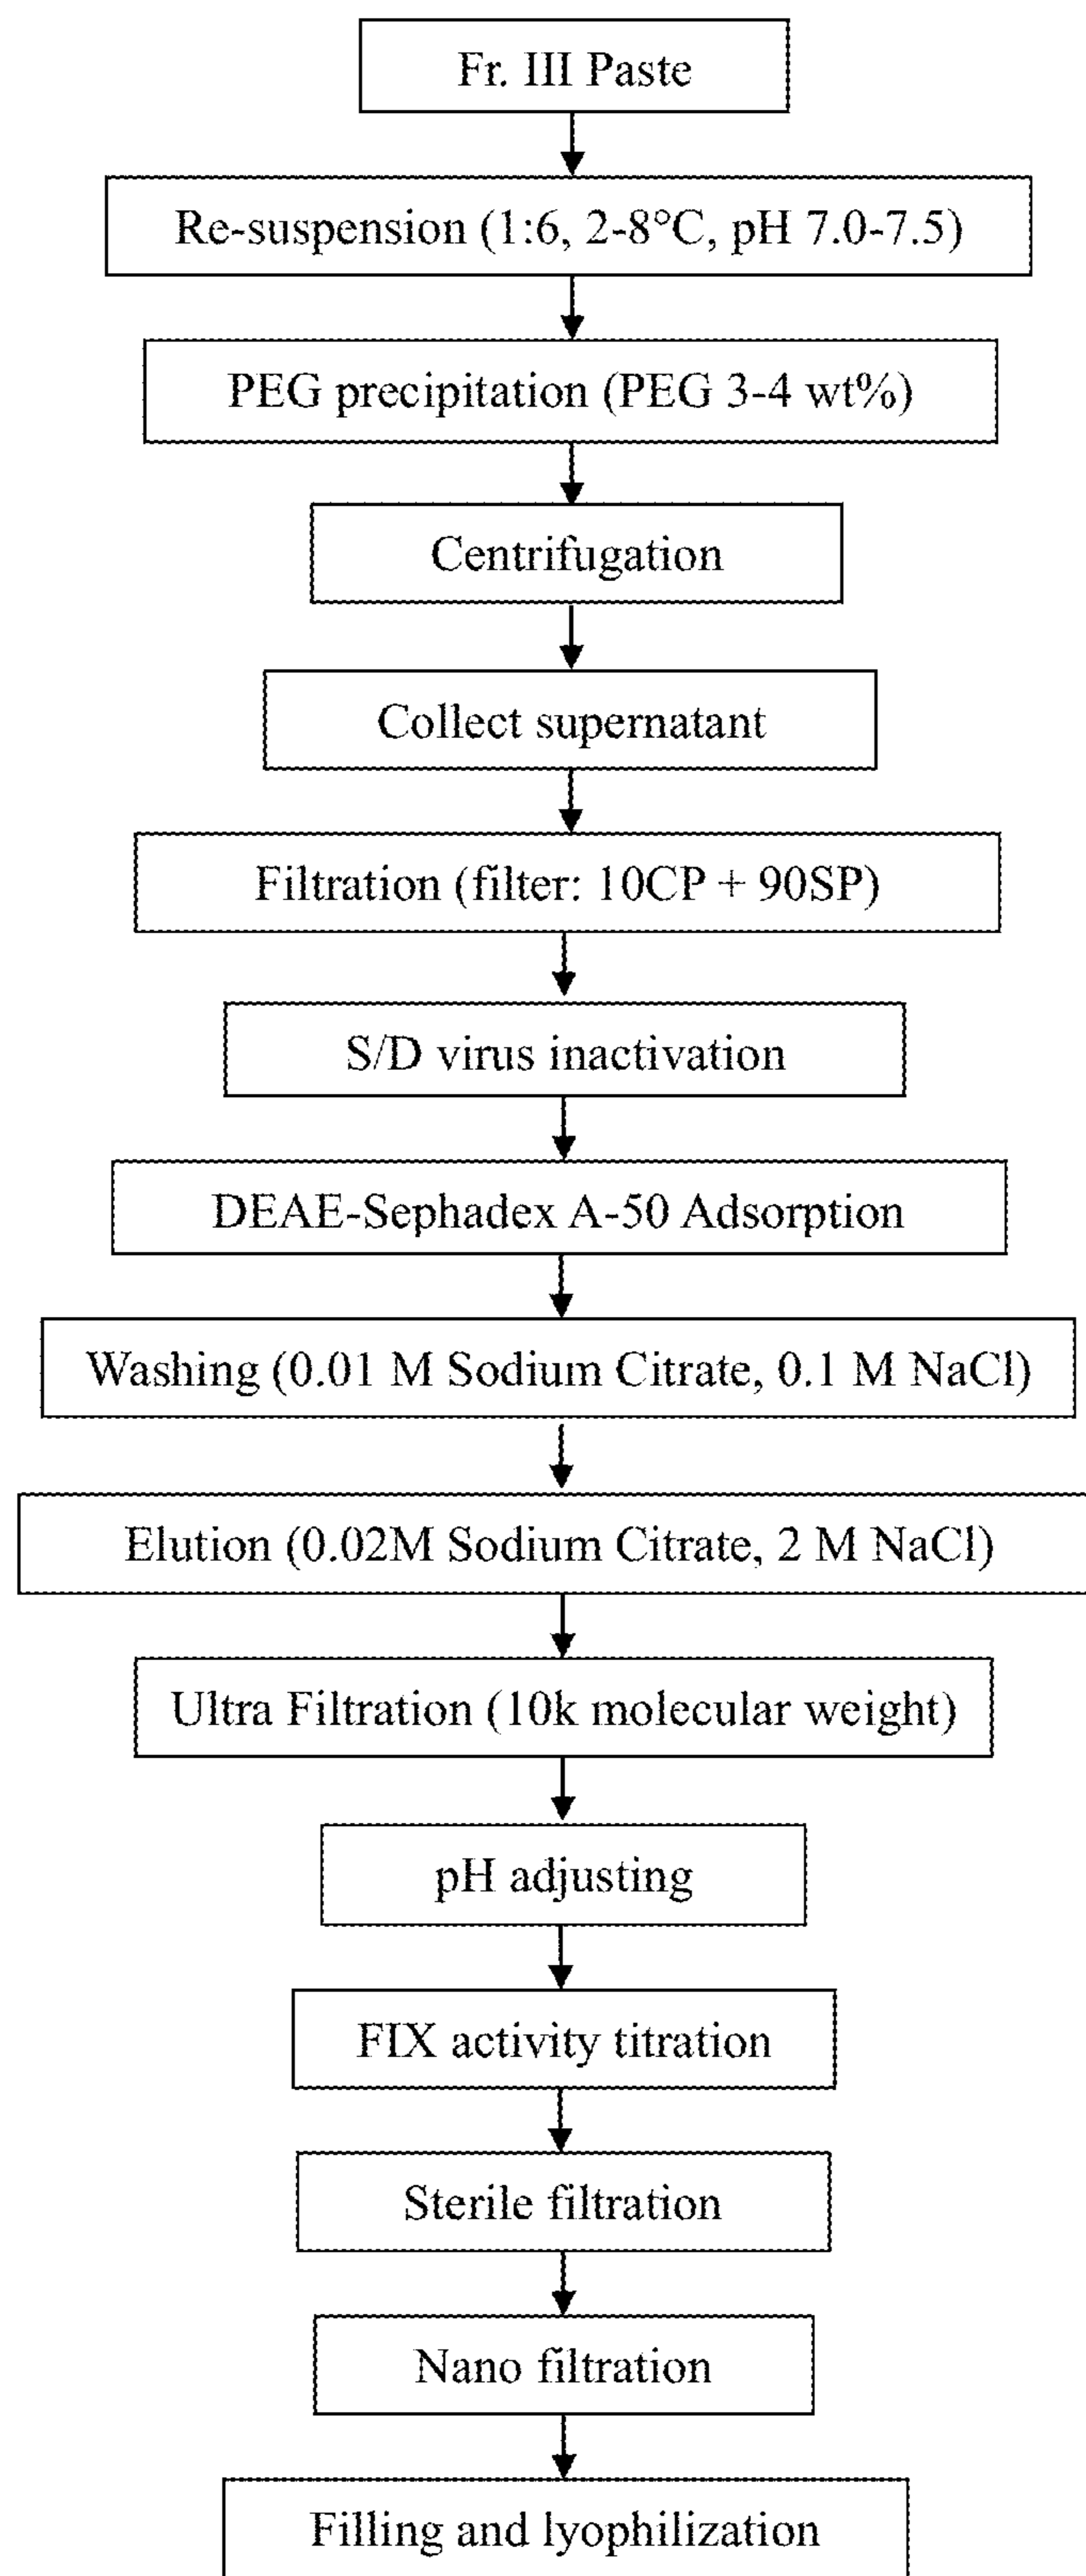 Fr. III Paste
Re-suspension (1:6, 2-8°C, pH 7.0-7.5)
PEG precipitation (PEG 3-4 wt%)
Centrifugation
Collect supernatant
Filtration (filter: 10CP + 90SP)
S/D virus inactivation
DEAE-Sephadex A-50 Adsorption
Washing (0.01 M Sodium Citrate, 0.1 M NaCl)
Elution (0.02M Sodium Citrate, 2 M NaCl)
Ultra Filtration (10k molecular weight)
pH adjusting
FIX activity titration
Sterile filtration
Nano filtration
Filling and lyophilization